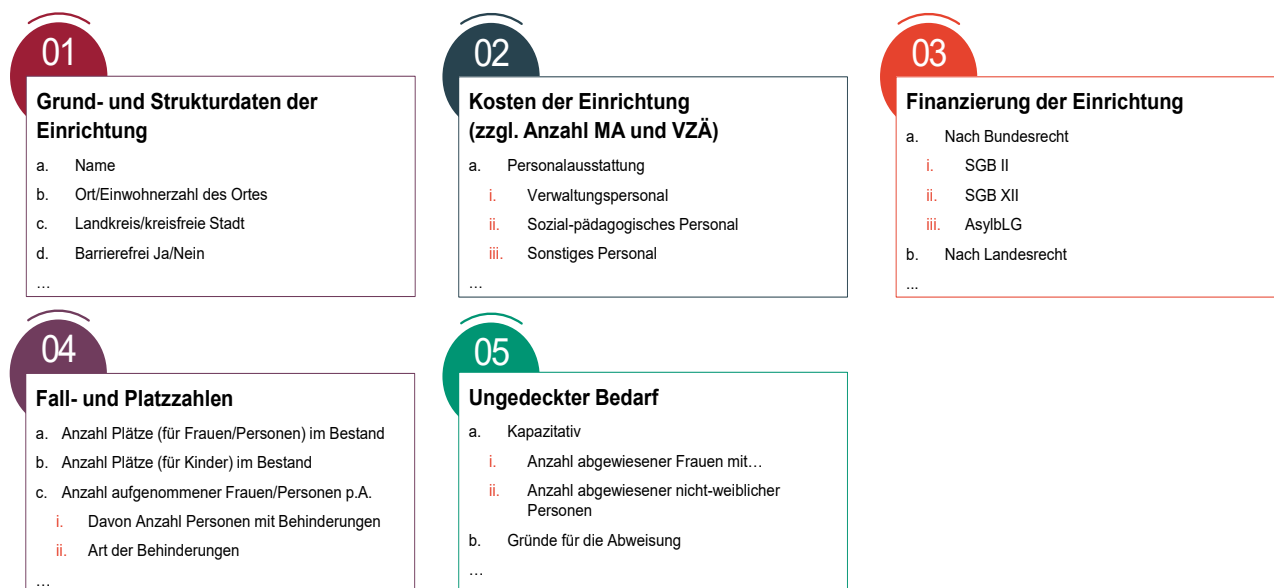 01
Grund- und Strukturdaten der
Einrichtung
a. Name
b. Ort/Einwohnerzahl des Ortes
c. Landkreis/kreisfreie Stadt
d. Barrierefrei Ja/Nein
…
02
Kosten der Einrichtung
(zzgl. Anzahl MA und VZÄ)
a. Personalausstattung
i. Verwaltungspersonal
ii. Sozial-pädagogisches Personal
iii. Sonstiges Personal
…
03
Finanzierung der Einrichtung
a. Nach Bundesrecht
i. SGB II
ii. SGB XII
iii. AsylbLG
b. Nach Landesrecht
...
04
Fall- und Platzzahlen
a. Anzahl Plätze (für Frauen/Personen) im Bestand
b. Anzahl Plätze (für Kinder) im Bestand
c. Anzahl aufgenommener Frauen/Personen p.A.
i. Davon Anzahl Personen mit Behinderungen
ii. Art der Behinderungen
…
05
Ungedeckter Bedarf
a. Kapazitativ
i. Anzahl abgewiesener Frauen mit…
ii. Anzahl abgewiesener nicht-weiblicher
Personen
b. Gründe für die Abweisung
…